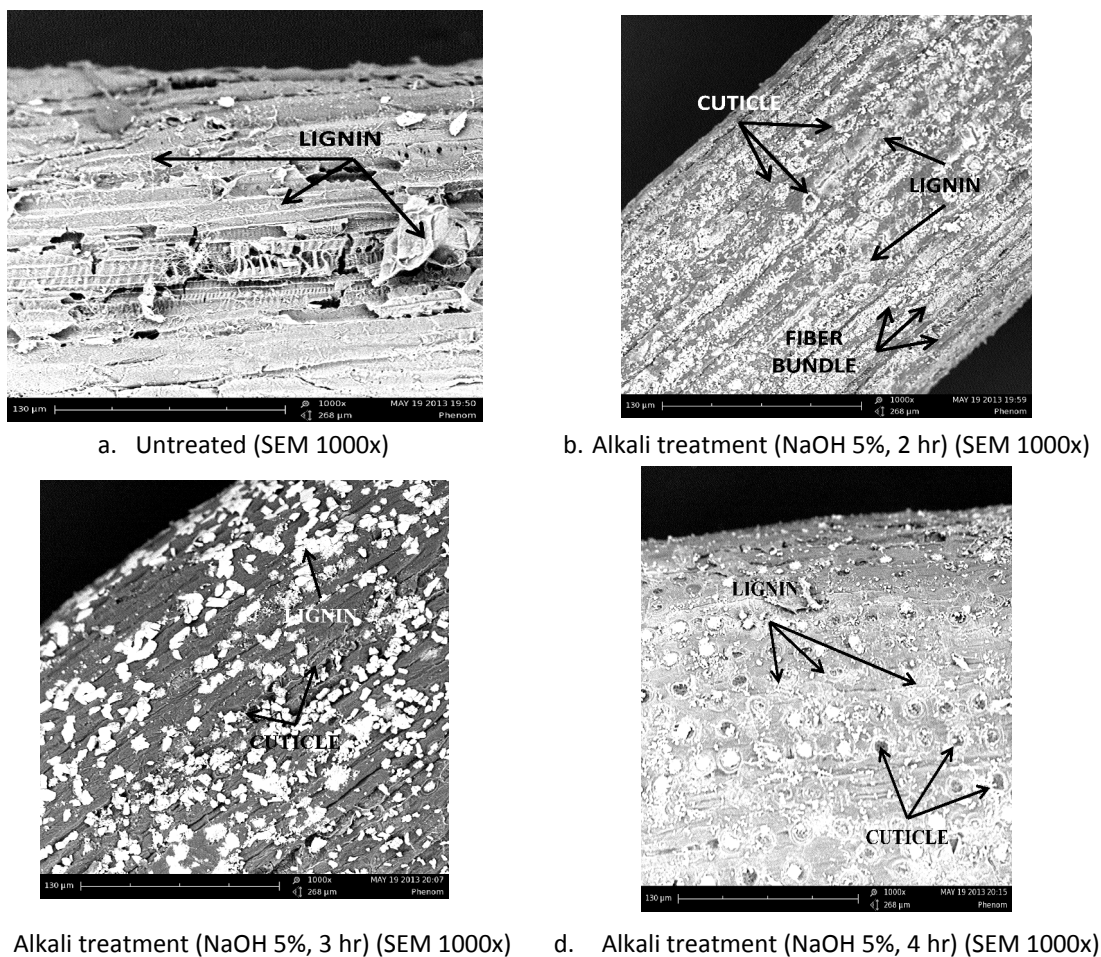 LIGNIN
130 µm
1000x
268 µm
MAY 19 2013 19:50
Phenom
a. Untreated (SEM 1000x)
CUTICLE
LIGNIN
FIBER
BUNDLE
130 µm
1000x
268 µm
MAY 19 2013 19:59
Phenom
b. Alkali treatment (NaOH 5%, 2 hr) (SEM 1000x)
LIGNIN
CUTICLE
130 µm
1000x
268 µm
MAY 19 2013 20:07
Phenom
Alkali treatment (NaOH 5%, 3 hr) (SEM 1000x)
LIGNIN
CUTICLE
130 µm
1000x
268 µm
MAY 19 2013 20:15
Phenom
d. Alkali treatment (NaOH 5%, 4 hr) (SEM 1000x)